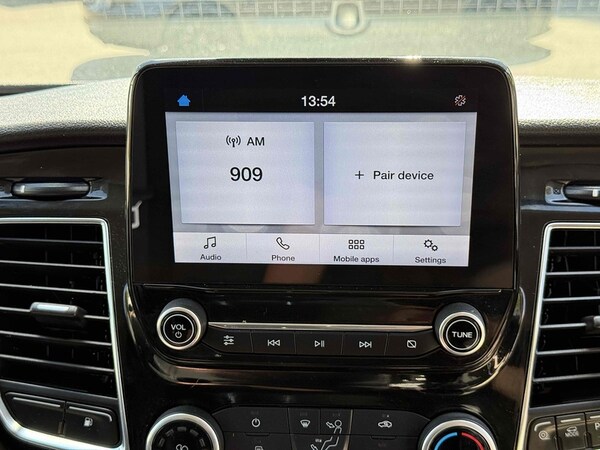 13:54
AM
909
+ Pair device
Audio
Phone
Mobile apps
Settings
VOL
TUNE